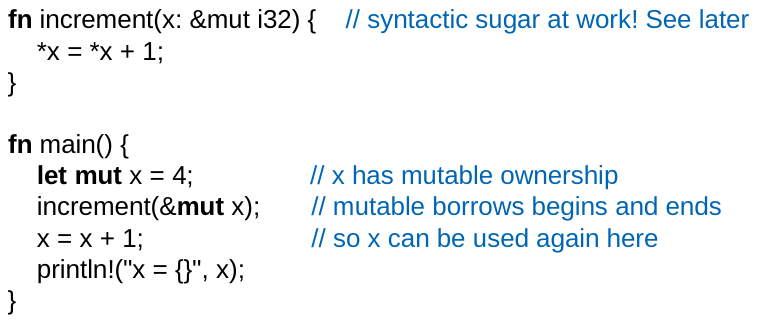 fn increment(x: &mut i32) { // syntactic sugar at work! See later
*x = *x + 1;
}
fn main() {
let mut x = 4; // x has mutable ownership
increment(&mut x); // mutable borrows begins and ends
x = x + 1; // so x can be used again here
println!("x = {}", x);
}